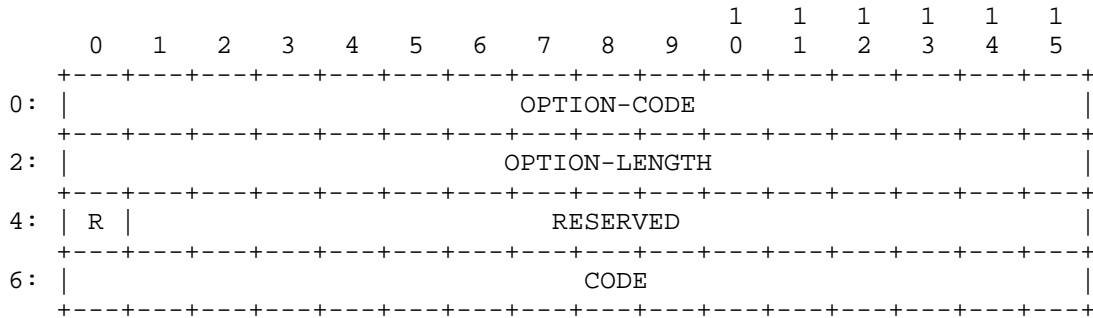 1   1   1   1   1   1
        0   1   2   3   4   5   6   7   8   9   0   1   2   3   4   5
      +---+---+---+---+---+---+---+---+---+---+---+---+---+---+---+---+
0: |                          OPTION-CODE                          |
      +---+---+---+---+---+---+---+---+---+---+---+---+---+---+---+---+
2: |                         OPTION-LENGTH                         |
      +---+---+---+---+---+---+---+---+---+---+---+---+---+---+---+---+
4: | R |                         RESERVED                          |
      +---+---+---+---+---+---+---+---+---+---+---+---+---+---+---+---+
6: |                             CODE                              |
      +---+---+---+---+---+---+---+---+---+---+---+---+---+---+---+---+